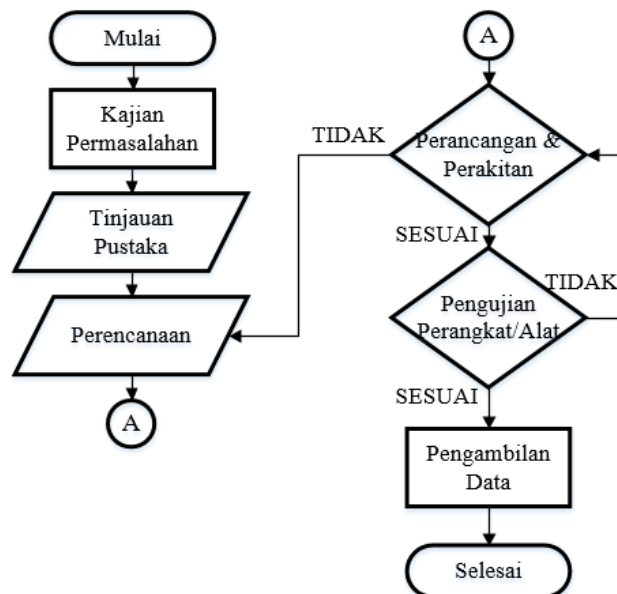 Mulai
Kajian
Permasalahan
Tinjauan
Pustaka
Perencanaan
A
A
Perancangan &
Perakitan
TIDAK
SESUAI
Pengujian
Perangkat/Alat
TIDAK
SESUAI
Pengambilan
Data
Selesai